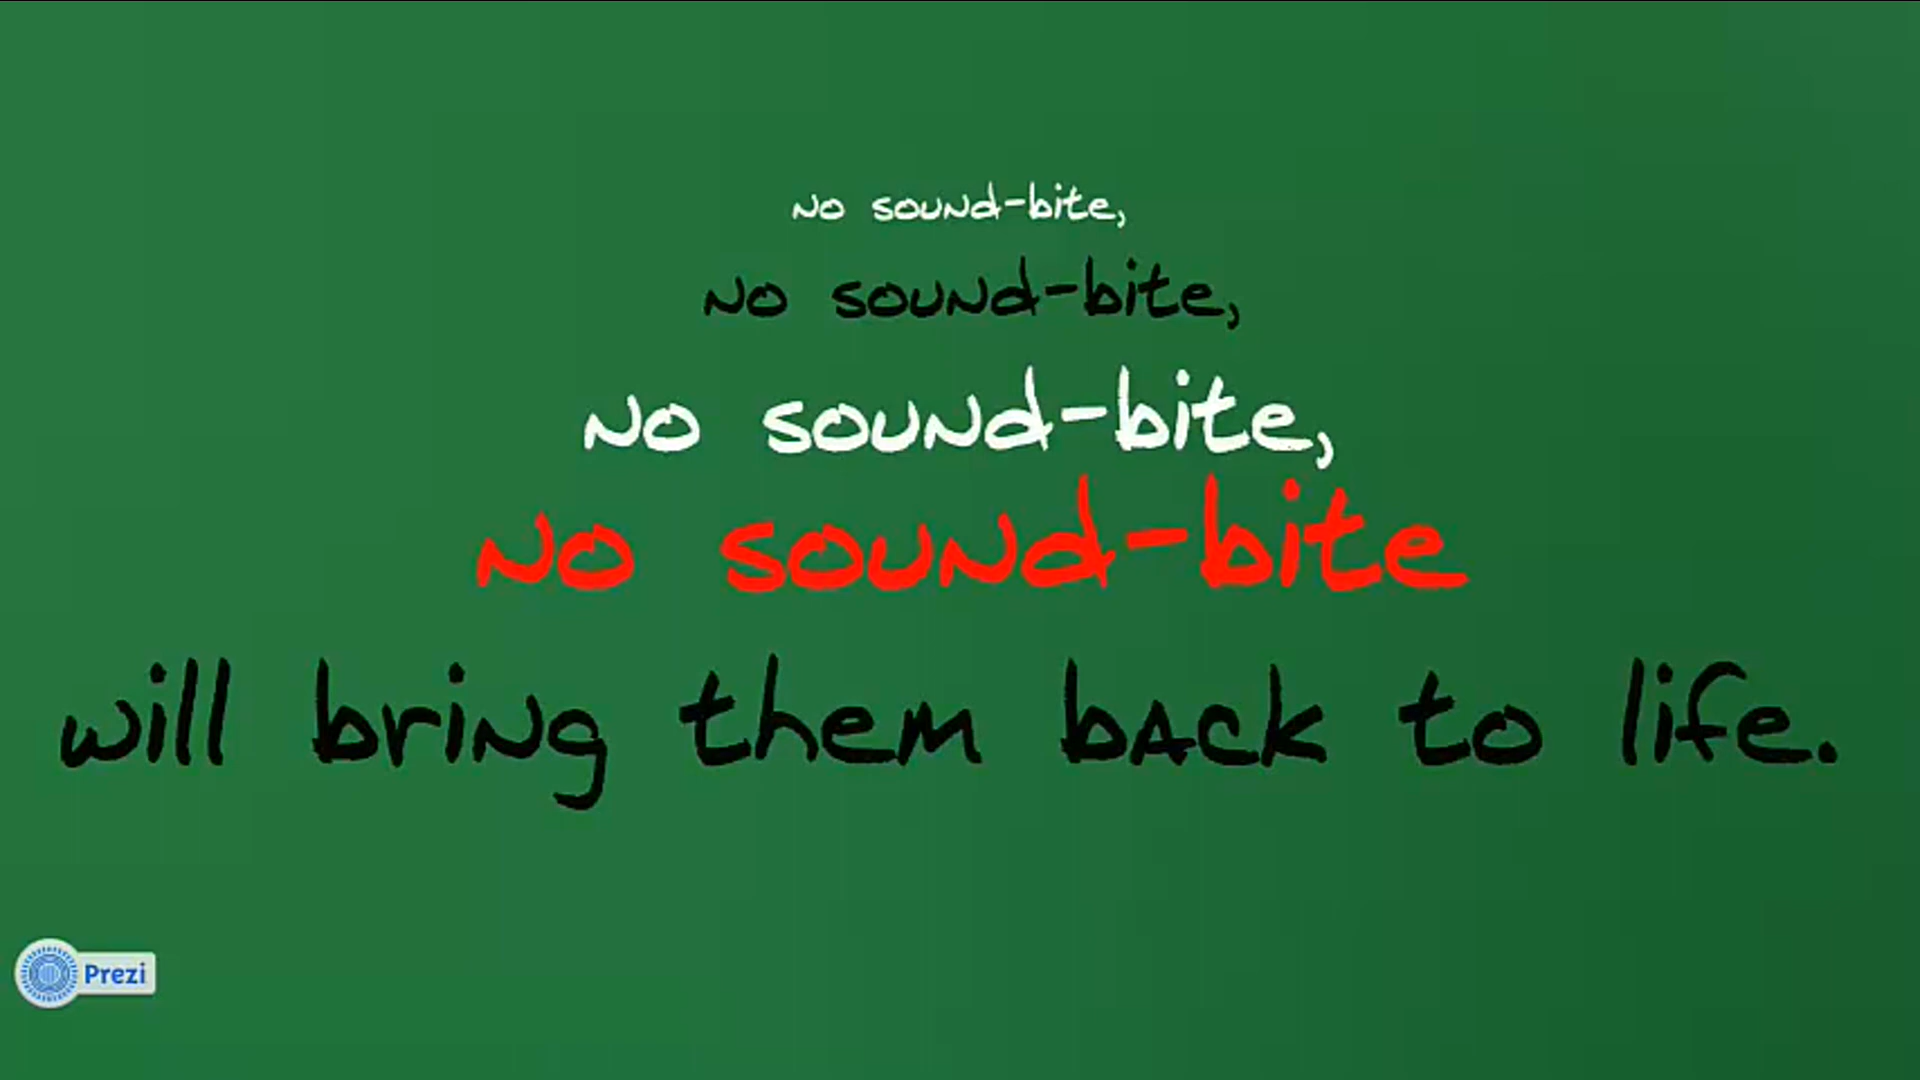 No sound-bite,
No sound-bite,
No sound-bite,
No sound-bite
will bring them back to life.
Prezi